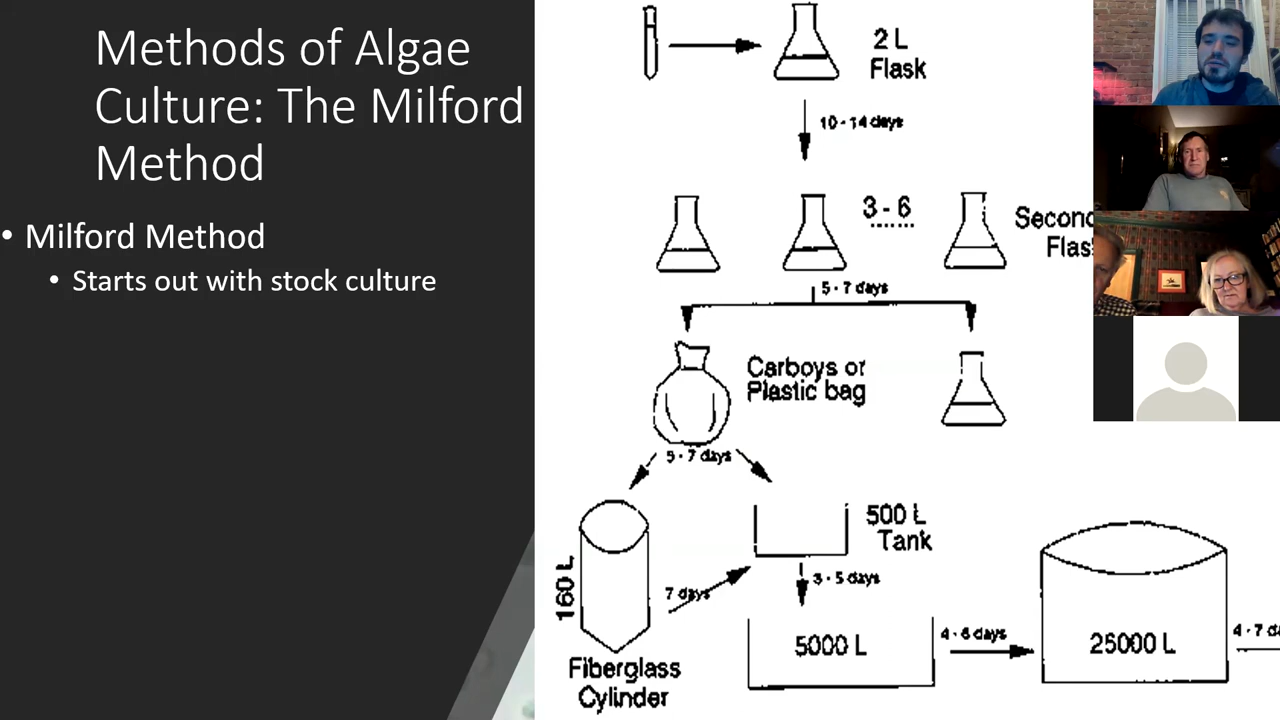 Methods of Algae
Culture: The Milford
Method
• Milford Method
• Starts out with stock culture
2 L
Flask
10 - 14 days
3 - 6
5 - 7 days
Carboys or
Plastic bag
5 - 7 days
160 L
Fiberglass
Cylinder
7 days
500 L
Tank
3 - 5 days
5000 L
4 - 6 days
25000 L
4 - 7